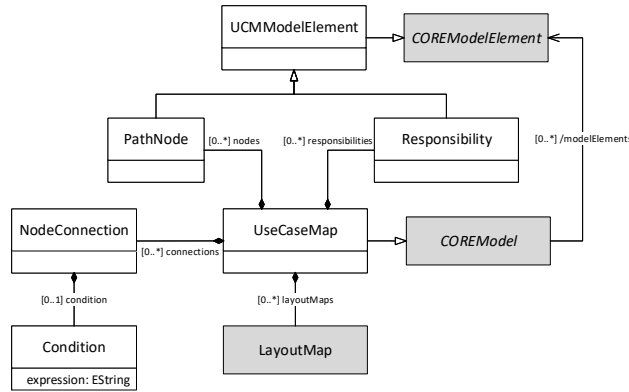 UCMModelElement
COREModelElement
PathNode
[0..*] nodes
[0..*] responsibilities
Responsibility
[0..*] /modelElements
NodeConnection
[0..*] connections
UseCaseMap
COREModel
[0..1] condition
[0..*] layoutMaps
Condition
expression: EString
LayoutMap